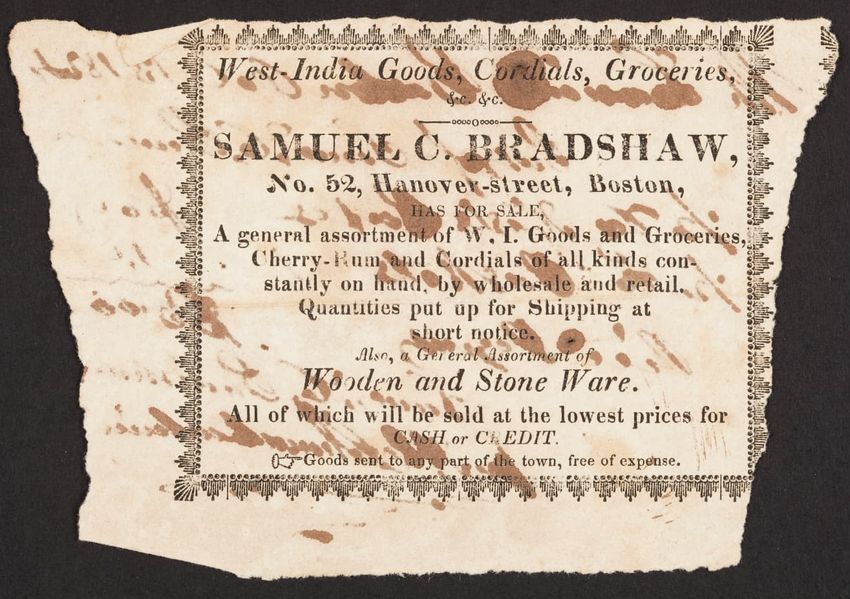 West-India Goods, Cordials, Groceries,
&c. &c.
SAMUEL C. BRADSHAW,
No. 52, Hanover-street, Boston,
HAS FOR SALE,
A general assortment of W. I. Goods and Groceries,
Cherry-Rum and Cordials of all kinds con-
stantly on hand, by wholesale and retail.
Quantities put up for Shipping at
short notice.
Also, a General Assortment of
Wooden and Stone Ware.
All of which will be sold at the lowest prices for
CASH or CREDIT.
☞Goods sent to any part of the town, free of expense.